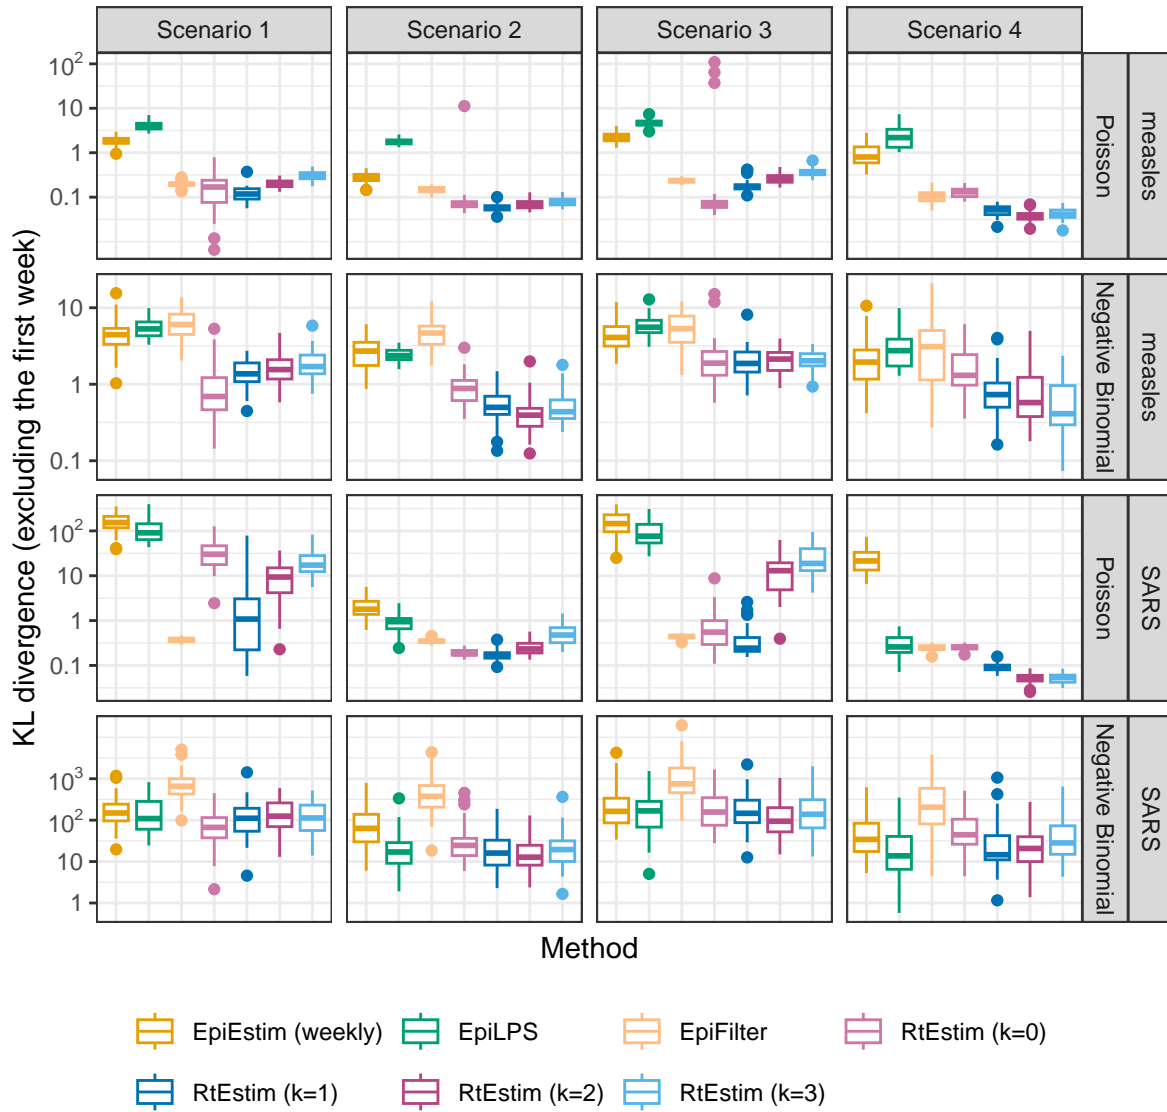 Scenario 1
Scenario 2
Scenario 3
Scenario 4
KL divergence (excluding the first week)
10²
10
1
0.1
Poisson
measles
10
1
0.1
Negative Binomial
measles
10²
10
1
0.1
Poisson
SARS
10³
10²
10
1
Negative Binomial
SARS
Method
EpiEstim (weekly)
EpiLPS
EpiFilter
RtEstim (k=0)
RtEstim (k=1)
RtEstim (k=2)
RtEstim (k=3)